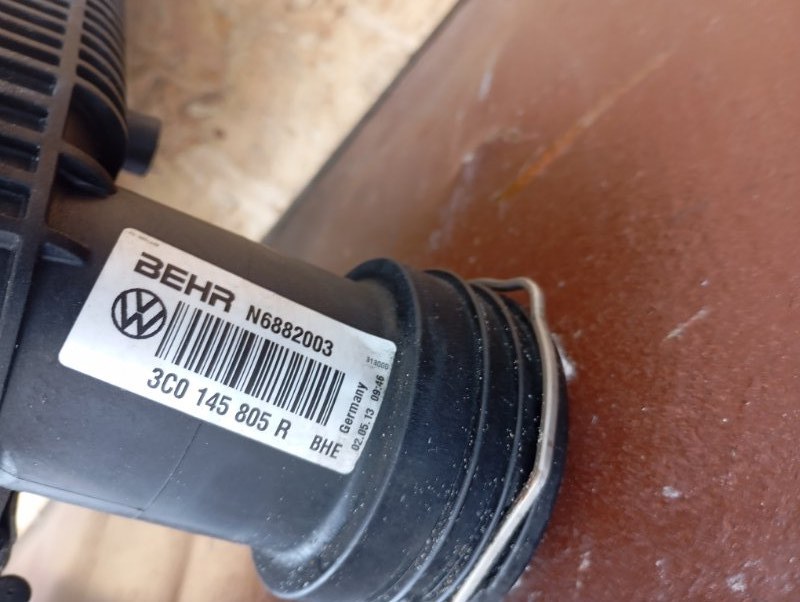 BEHR N6882003
3C0 145 805 R
BHE
Germany
02.05.13 09:46